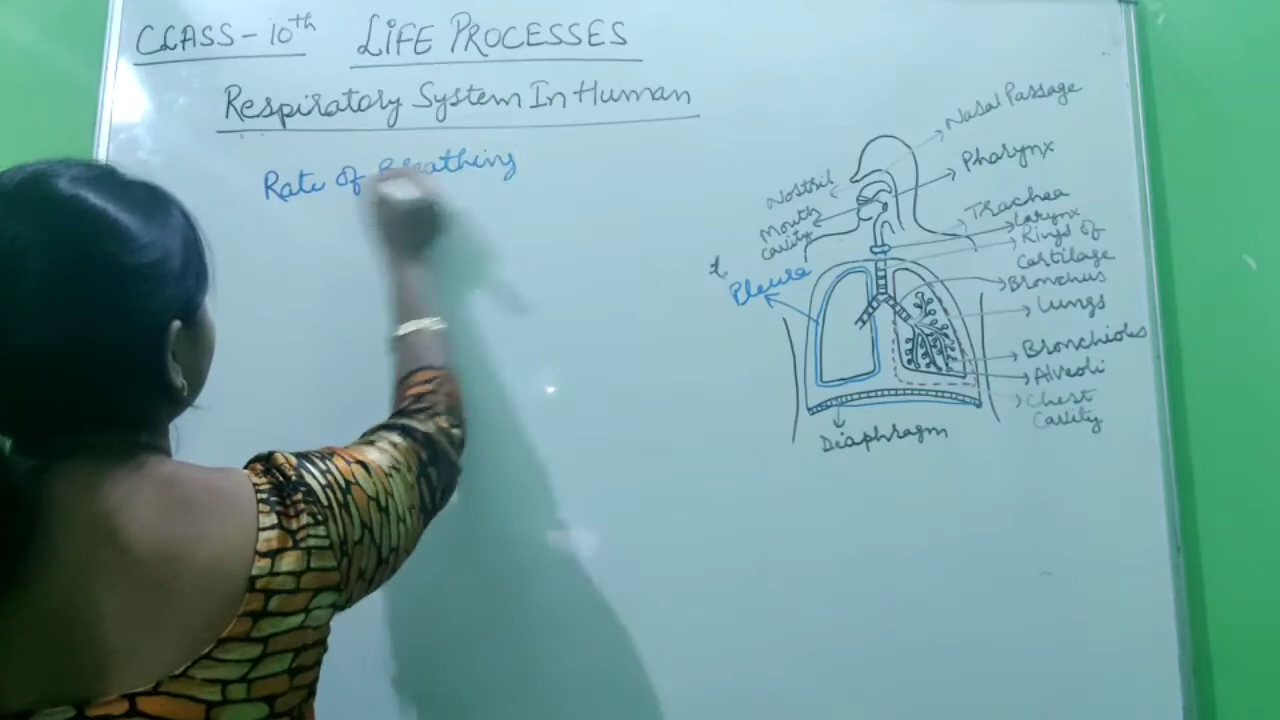 CLASS-10th LIFE PROCESSES
Respiratory System In Human
Rate of Breathing
Nasal Passage
Pharynx
Nostril
Mouth
cavity
Trachea
Larynx
Rings of
cartilage
Bronchus
Pleura
Lungs
Bronchioles
Alveoli
Chest
Cavity
Diaphragm